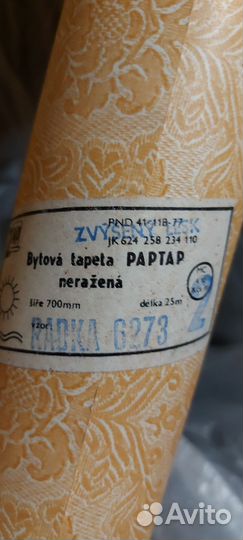 PND 41-118-77
ZVÝŠENÝ LESK
JK 624 258 234 110
Bytová tapeta PAPTAP
neražená
šíře 700mm délka 25m
vzor:
RADKA 6273
2
Avito